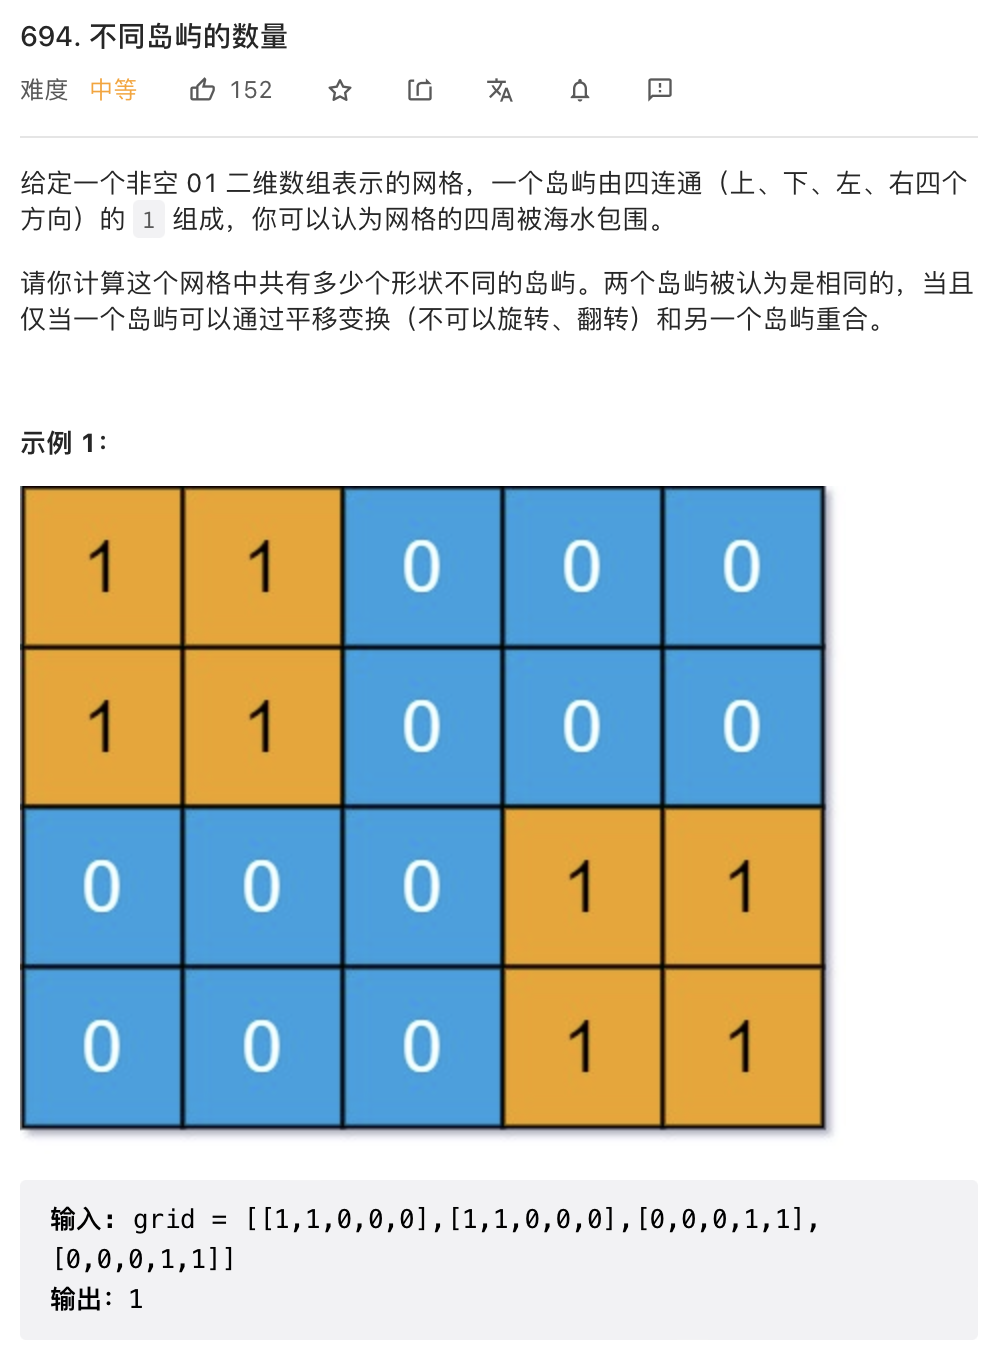 694. 不同岛屿的数量
难度 中等 152
给定一个非空 01 二维数组表示的网格，一个岛屿由四连通（上、下、左、右四个
方向）的 1 组成，你可以认为网格的四周被海水包围。
请你计算这个网格中共有多少个形状不同的岛屿。两个岛屿被认为是相同的，当且
仅当一个岛屿可以通过平移变换（不可以旋转、翻转）和另一个岛屿重合。
示例 1：
1 1 0 0 0
1 1 0 0 0
0 0 0 1 1
0 0 0 1 1
输入: grid = [[1,1,0,0,0],[1,1,0,0,0],[0,0,0,1,1],
[0,0,0,1,1]]
输出：1